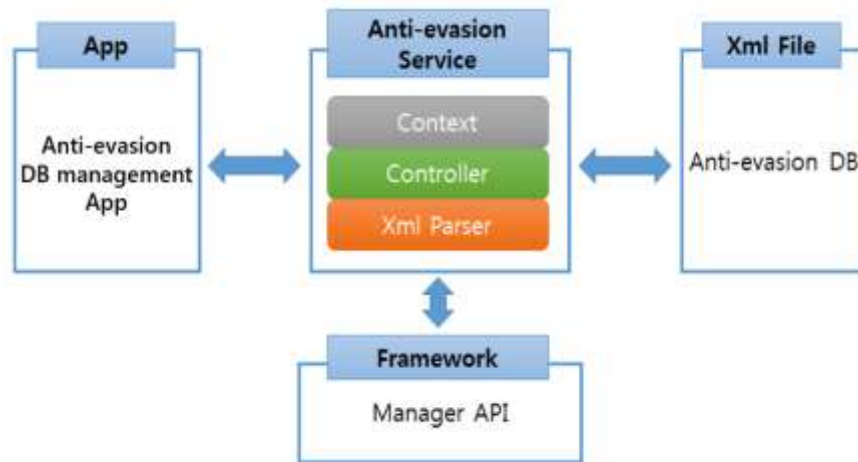 App
Anti-evasion
DB management
App
Anti-evasion
Service
Context
Controller
Xml Parser
Xml File
Anti-evasion DB
Framework
Manager API